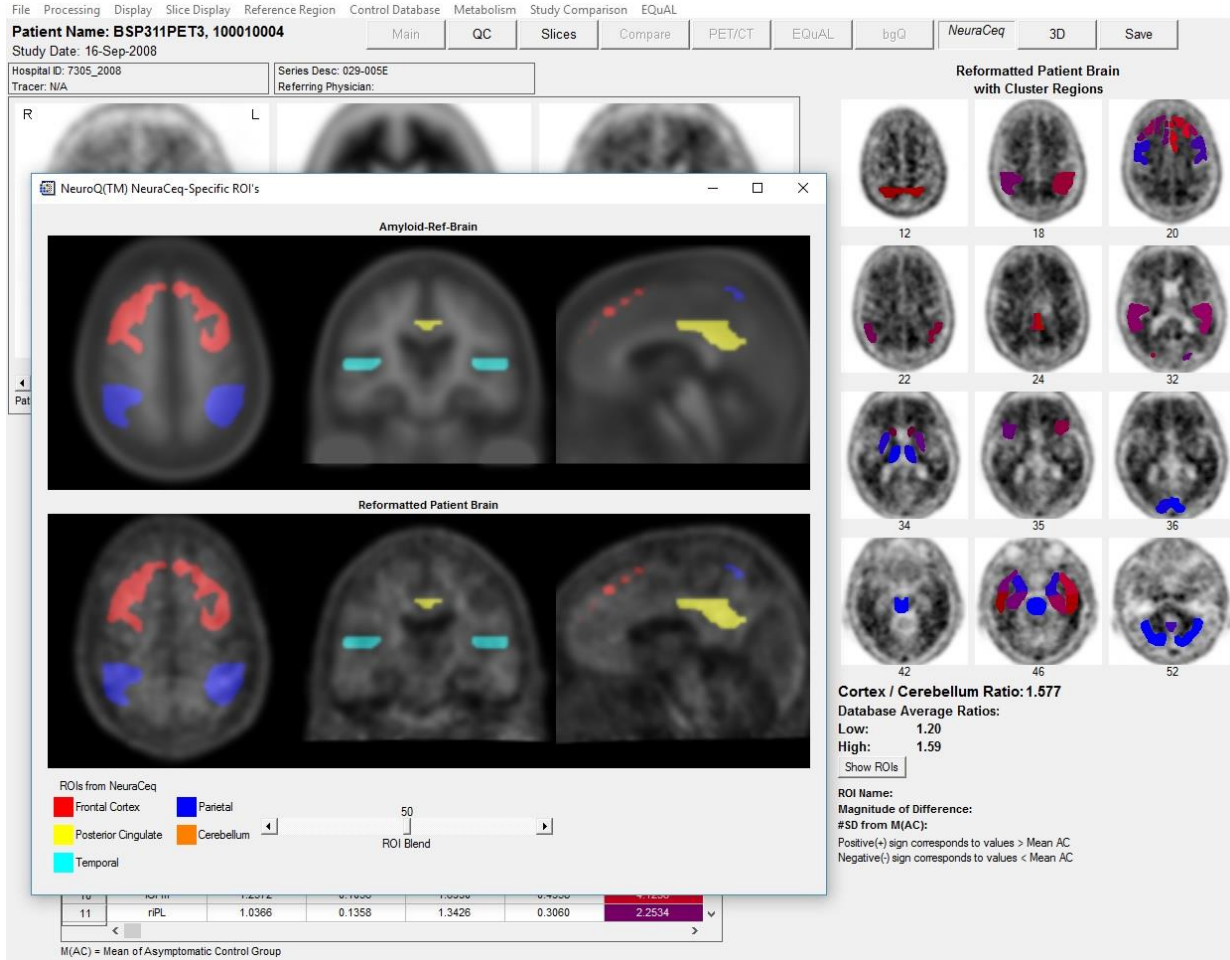 File Processing Display Slice Display Reference Region Control Database Metabolism Study Comparison EQuAL
Patient Name: BSP311PET3, 100010004
Study Date: 16-Sep-2008
Main QC Slices Compare PET/CT EQuAL bgQ NeuraCeq 3D Save
Hospital ID: 7305_2008
Tracer: N/A
Series Desc: 029-005E
Referring Physician:
R L
NeuroQ(TM) NeuraCeq-Specific ROI's
Amyloid-Ref-Brain
Reformatted Patient Brain
ROIs from NeuraCeq
Frontal Cortex Parietal
Posterior Cingulate Cerebellum
Temporal
50
ROI Blend
Pat
11 riPL 1.0366 0.1358 1.3426 0.3060 2.2534
M(AC) = Mean of Asymptomatic Control Group
Reformatted Patient Brain
with Cluster Regions
12 18 20
22 24 32
34 35 36
42 46 52
Cortex / Cerebellum Ratio: 1.577
Database Average Ratios:
Low: 1.20
High: 1.59
Show ROIs
ROI Name:
Magnitude of Difference:
#SD from M(AC):
Positive(+) sign corresponds to values > Mean AC
Negative(-) sign corresponds to values < Mean AC